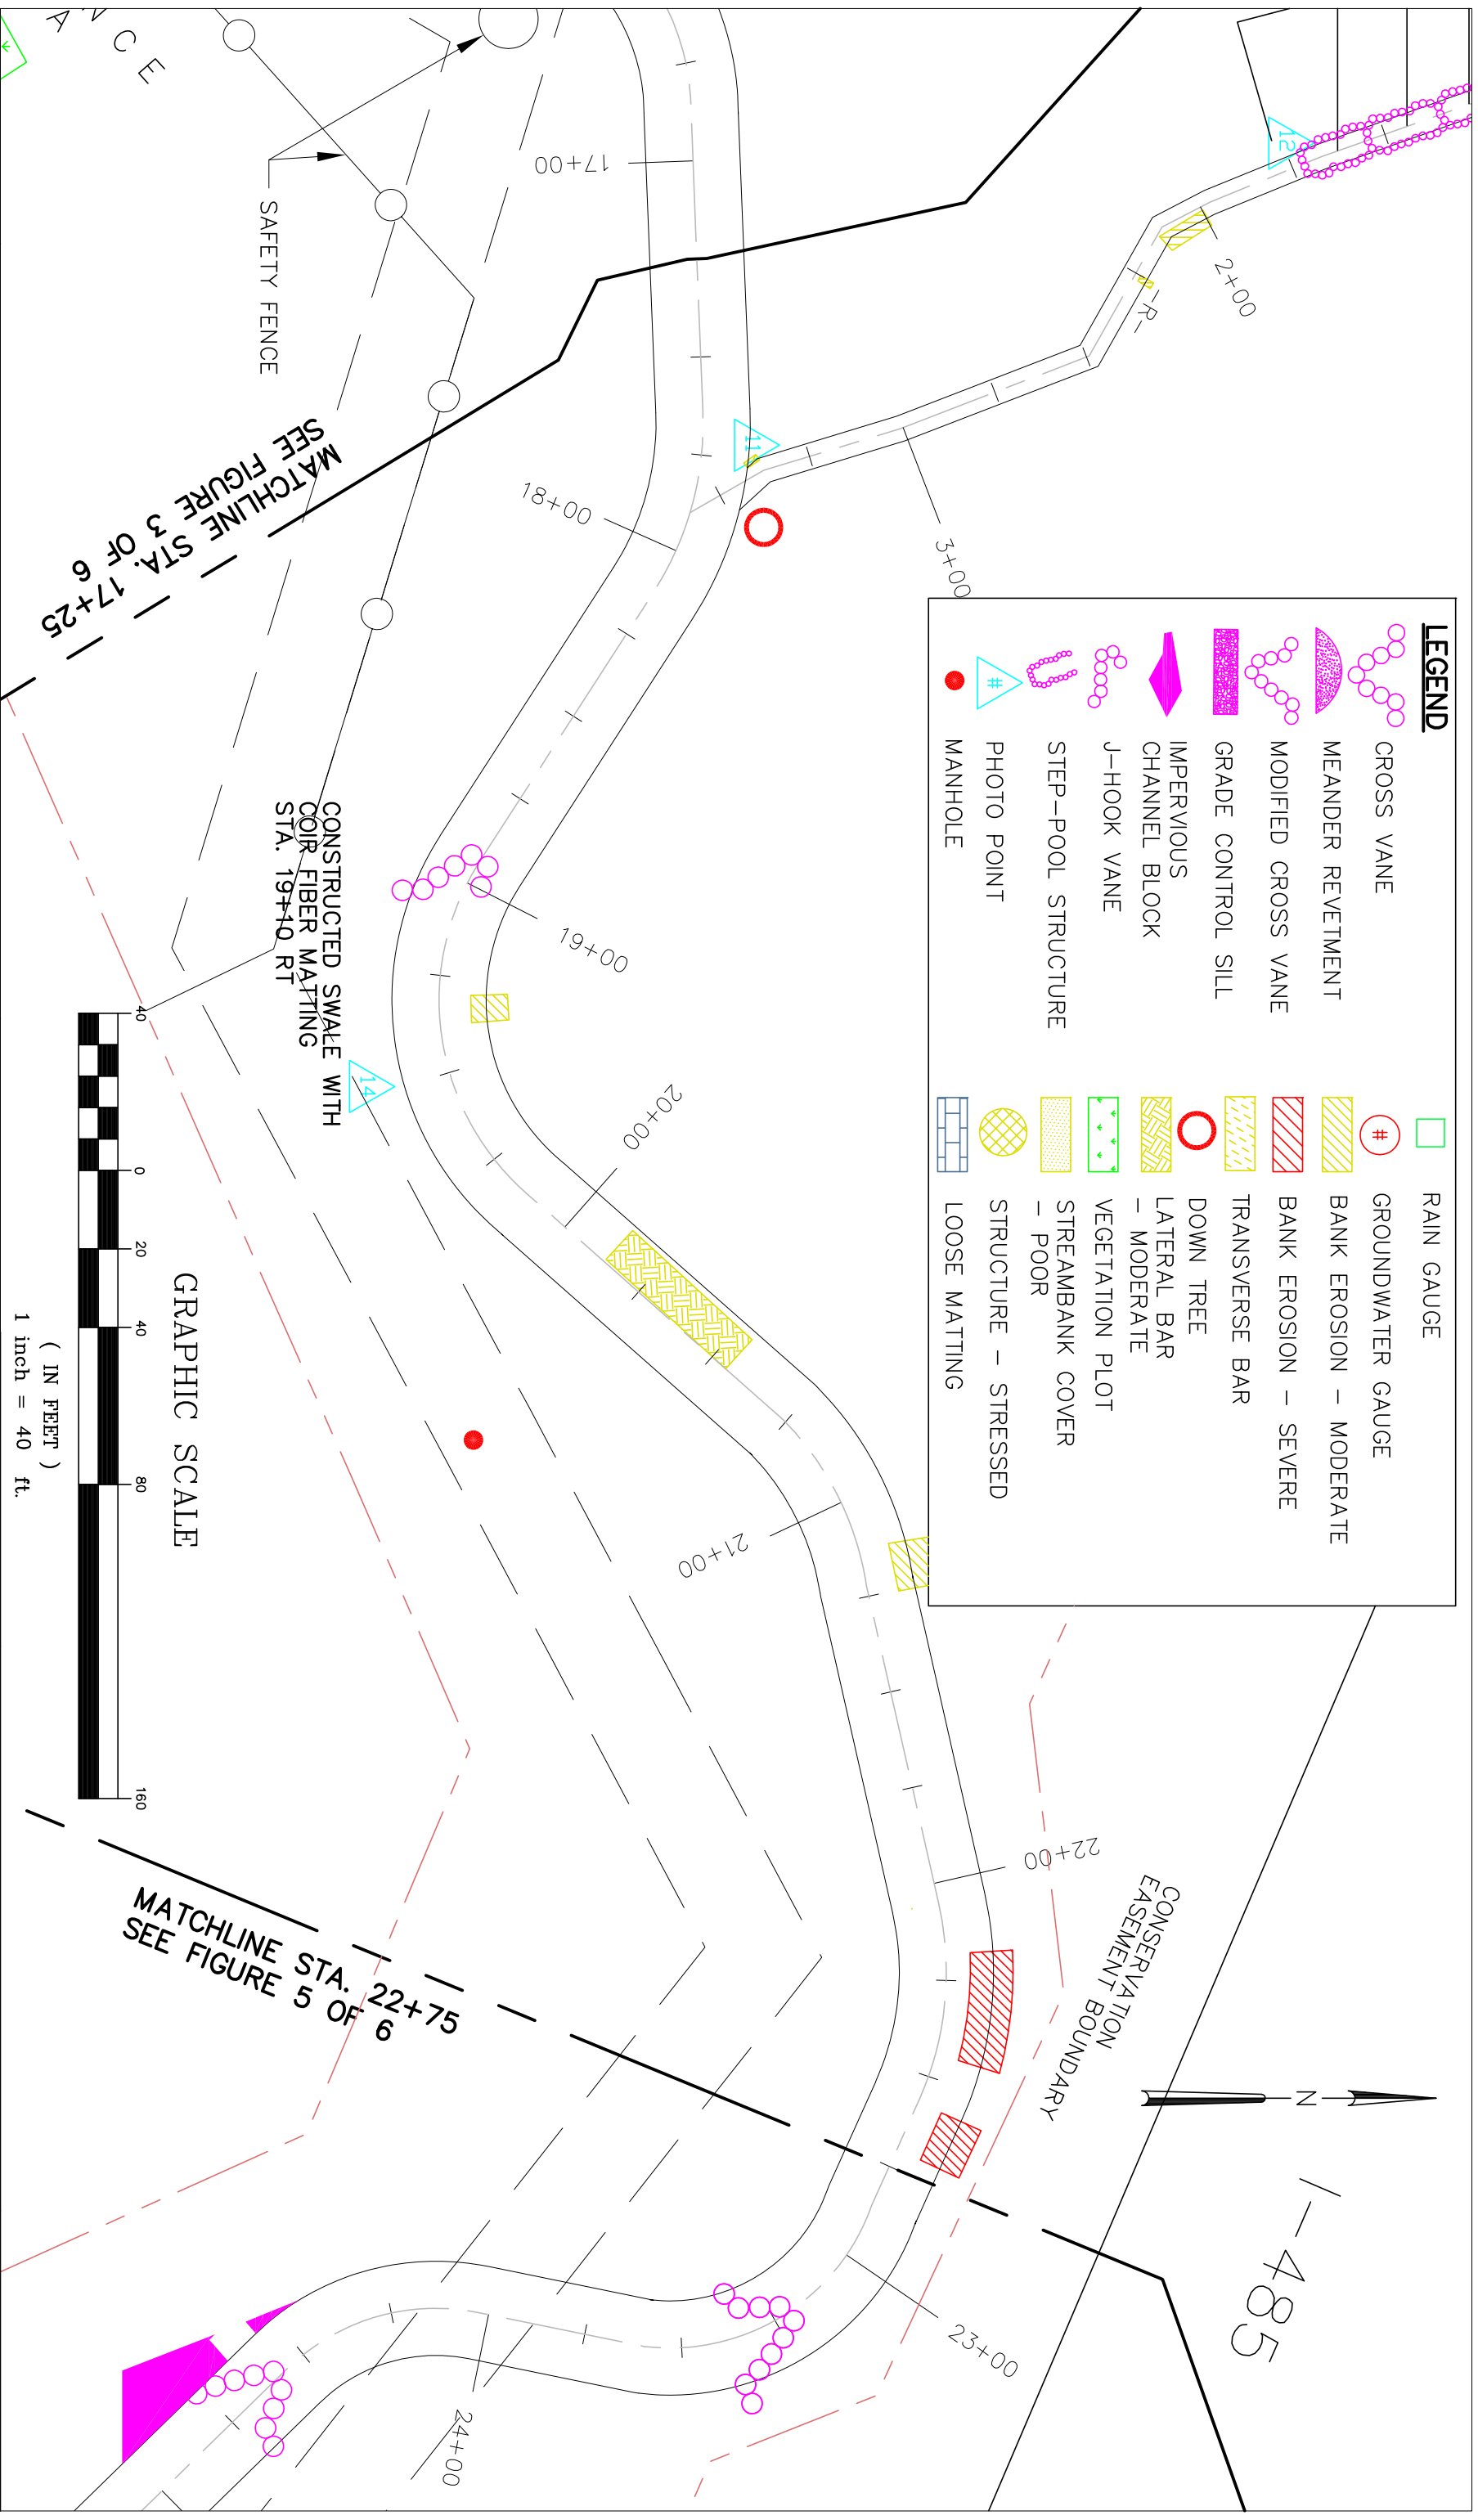 LEGEND
CROSS VANE
MEANDER REVETMENT
MODIFIED CROSS VANE
GRADE CONTROL SILL
IMPERVIOUS
CHANNEL BLOCK
J-HOOK VANE
STEP-POOL STRUCTURE
#
PHOTO POINT
MANHOLE
RAIN GAUGE
#
GROUNDWATER GAUGE
BANK EROSION - MODERATE
BANK EROSION - SEVERE
TRANSVERSE BAR
DOWN TREE
LATERAL BAR
- MODERATE
VEGETATION PLOT
STREAMBANK COVER
- POOR
STRUCTURE - STRESSED
LOOSE MATTING
I-485
N
CONSERVATION
EASEMENT BOUNDARY
12
2+00
-R-
3+00
11
17+00
18+00
19+00
20+00
21+00
22+00
23+00
24+00
14
NCE
A
SAFETY FENCE
MATCHLINE STA. 17+25
SEE FIGURE 3 OF 6
CONSTRUCTED SWALE WITH
COIR FIBER MATTING
STA. 19+10 RT
MATCHLINE STA. 22+75
SEE FIGURE 5 OF 6
GRAPHIC SCALE
40 0 20 40 80 160
( IN FEET )
1 inch = 40 ft.